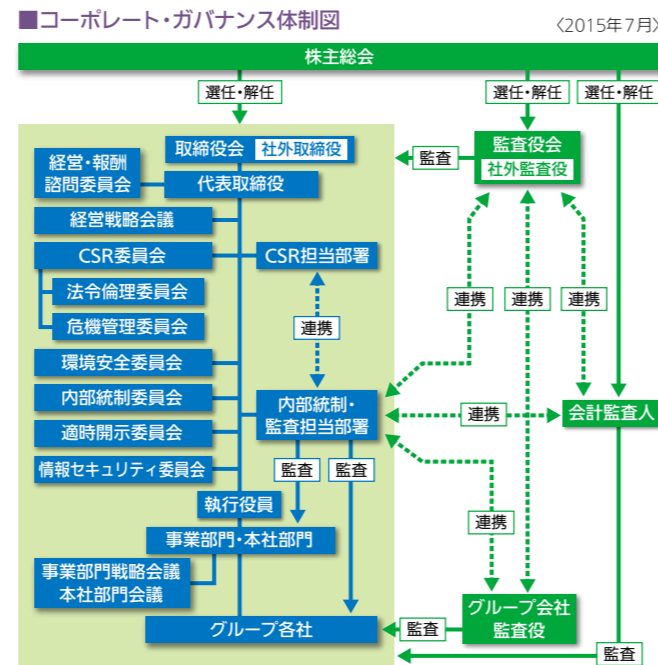 ■コーポレート・ガバナンス体制図
〈2015年7月〉
株主総会
選任・解任
選任・解任
選任・解任
取締役会 社外取締役
監査
監査役会
社外監査役
経営・報酬
諮問委員会
代表取締役
経営戦略会議
CSR委員会
CSR担当部署
法令倫理委員会
危機管理委員会
連携
連携
連携
連携
環境安全委員会
内部統制委員会
内部統制・
監査担当部署
連携
会計監査人
適時開示委員会
情報セキュリティ委員会
監査
監査
執行役員
連携
事業部門・本社部門
事業部門戦略会議
本社部門会議
グループ各社
監査
グループ会社
監査役
監査